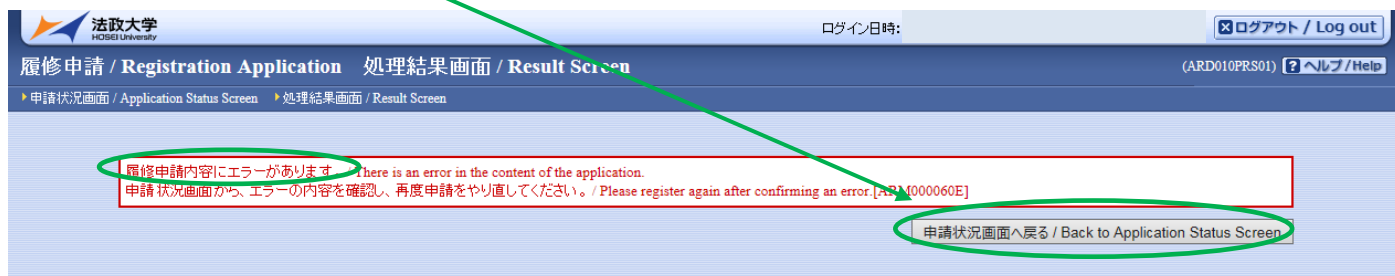 法政大学
HOSEI University
ログイン日時:
ログアウト / Log out
履修申請 / Registration Application 処理結果画面 / Result Screen
(ARD010PRS01) ? ヘルプ/Help
申請状況画面 / Application Status Screen 処理結果画面 / Result Screen
履修申請内容にエラーがあります。 There is an error in the content of the application.
申請状況画面から、エラーの内容を確認し、再度申請をやり直してください。/ Please register again after confirming an error.
申請状況画面へ戻る / Back to Application Status Screen